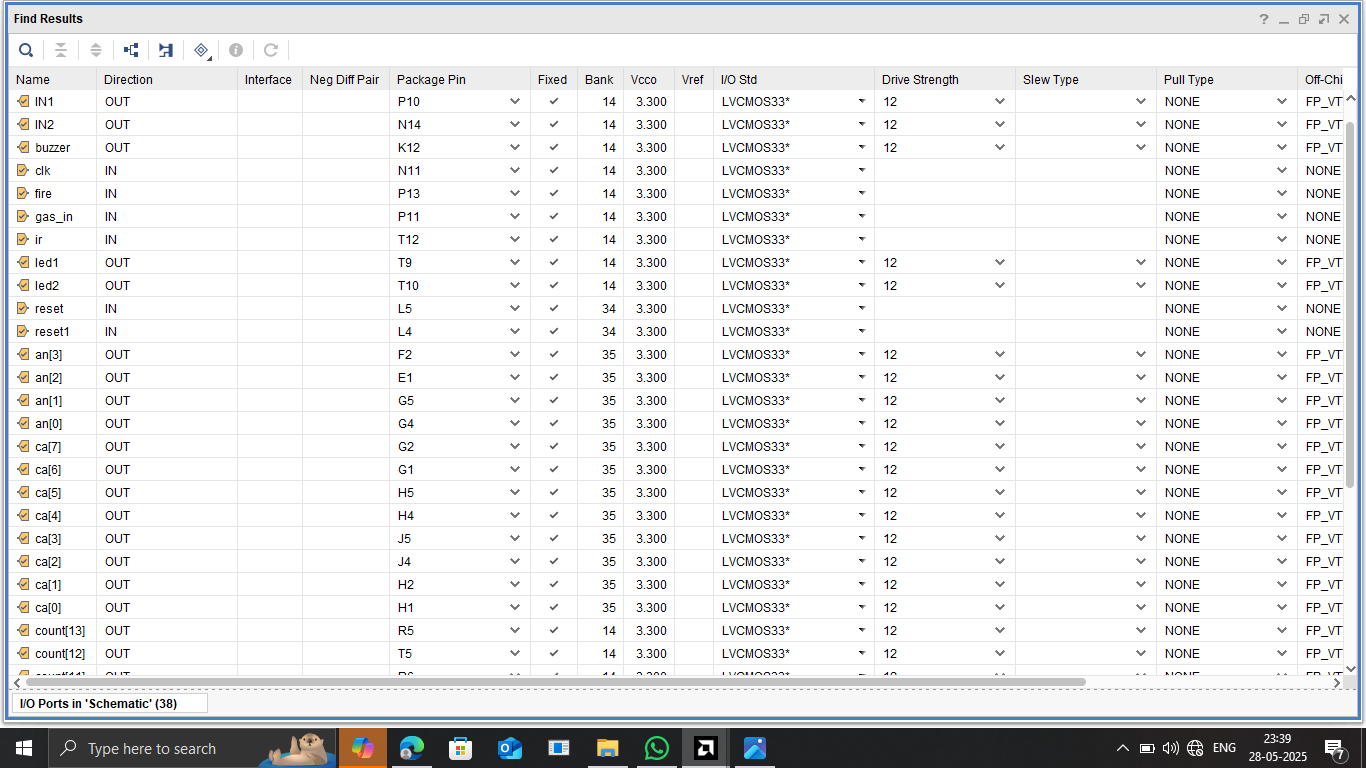 Find Results
Name Direction Interface Neg Diff Pair Package Pin Fixed Bank Vcco Vref I/O Std Drive Strength Slew Type Pull Type Off-Chi
IN1 OUT P10 14 3.300 LVCMOS33* 12 NONE FP_VT
IN2 OUT N14 14 3.300 LVCMOS33* 12 NONE FP_VT
buzzer OUT K12 14 3.300 LVCMOS33* 12 NONE FP_VT
clk IN N11 14 3.300 LVCMOS33* NONE NONE
fire IN P13 14 3.300 LVCMOS33* NONE NONE
gas_in IN P11 14 3.300 LVCMOS33* NONE NONE
ir IN T12 14 3.300 LVCMOS33* NONE NONE
led1 OUT T9 14 3.300 LVCMOS33* 12 NONE FP_VT
led2 OUT T10 14 3.300 LVCMOS33* 12 NONE FP_VT
reset IN L5 34 3.300 LVCMOS33* NONE NONE
reset1 IN L4 34 3.300 LVCMOS33* NONE NONE
an[3] OUT F2 35 3.300 LVCMOS33* 12 NONE FP_VT
an[2] OUT E1 35 3.300 LVCMOS33* 12 NONE FP_VT
an[1] OUT G5 35 3.300 LVCMOS33* 12 NONE FP_VT
an[0] OUT G4 35 3.300 LVCMOS33* 12 NONE FP_VT
ca[7] OUT G2 35 3.300 LVCMOS33* 12 NONE FP_VT
ca[6] OUT G1 35 3.300 LVCMOS33* 12 NONE FP_VT
ca[5] OUT H5 35 3.300 LVCMOS33* 12 NONE FP_VT
ca[4] OUT H4 35 3.300 LVCMOS33* 12 NONE FP_VT
ca[3] OUT J5 35 3.300 LVCMOS33* 12 NONE FP_VT
ca[2] OUT J4 35 3.300 LVCMOS33* 12 NONE FP_VT
ca[1] OUT H2 35 3.300 LVCMOS33* 12 NONE FP_VT
ca[0] OUT H1 35 3.300 LVCMOS33* 12 NONE FP_VT
count[13] OUT R5 14 3.300 LVCMOS33* 12 NONE FP_VT
count[12] OUT T5 14 3.300 LVCMOS33* 12 NONE FP_VT
I/O Ports in 'Schematic' (38)
Type here to search
ENG
23:39
28-05-2025
7